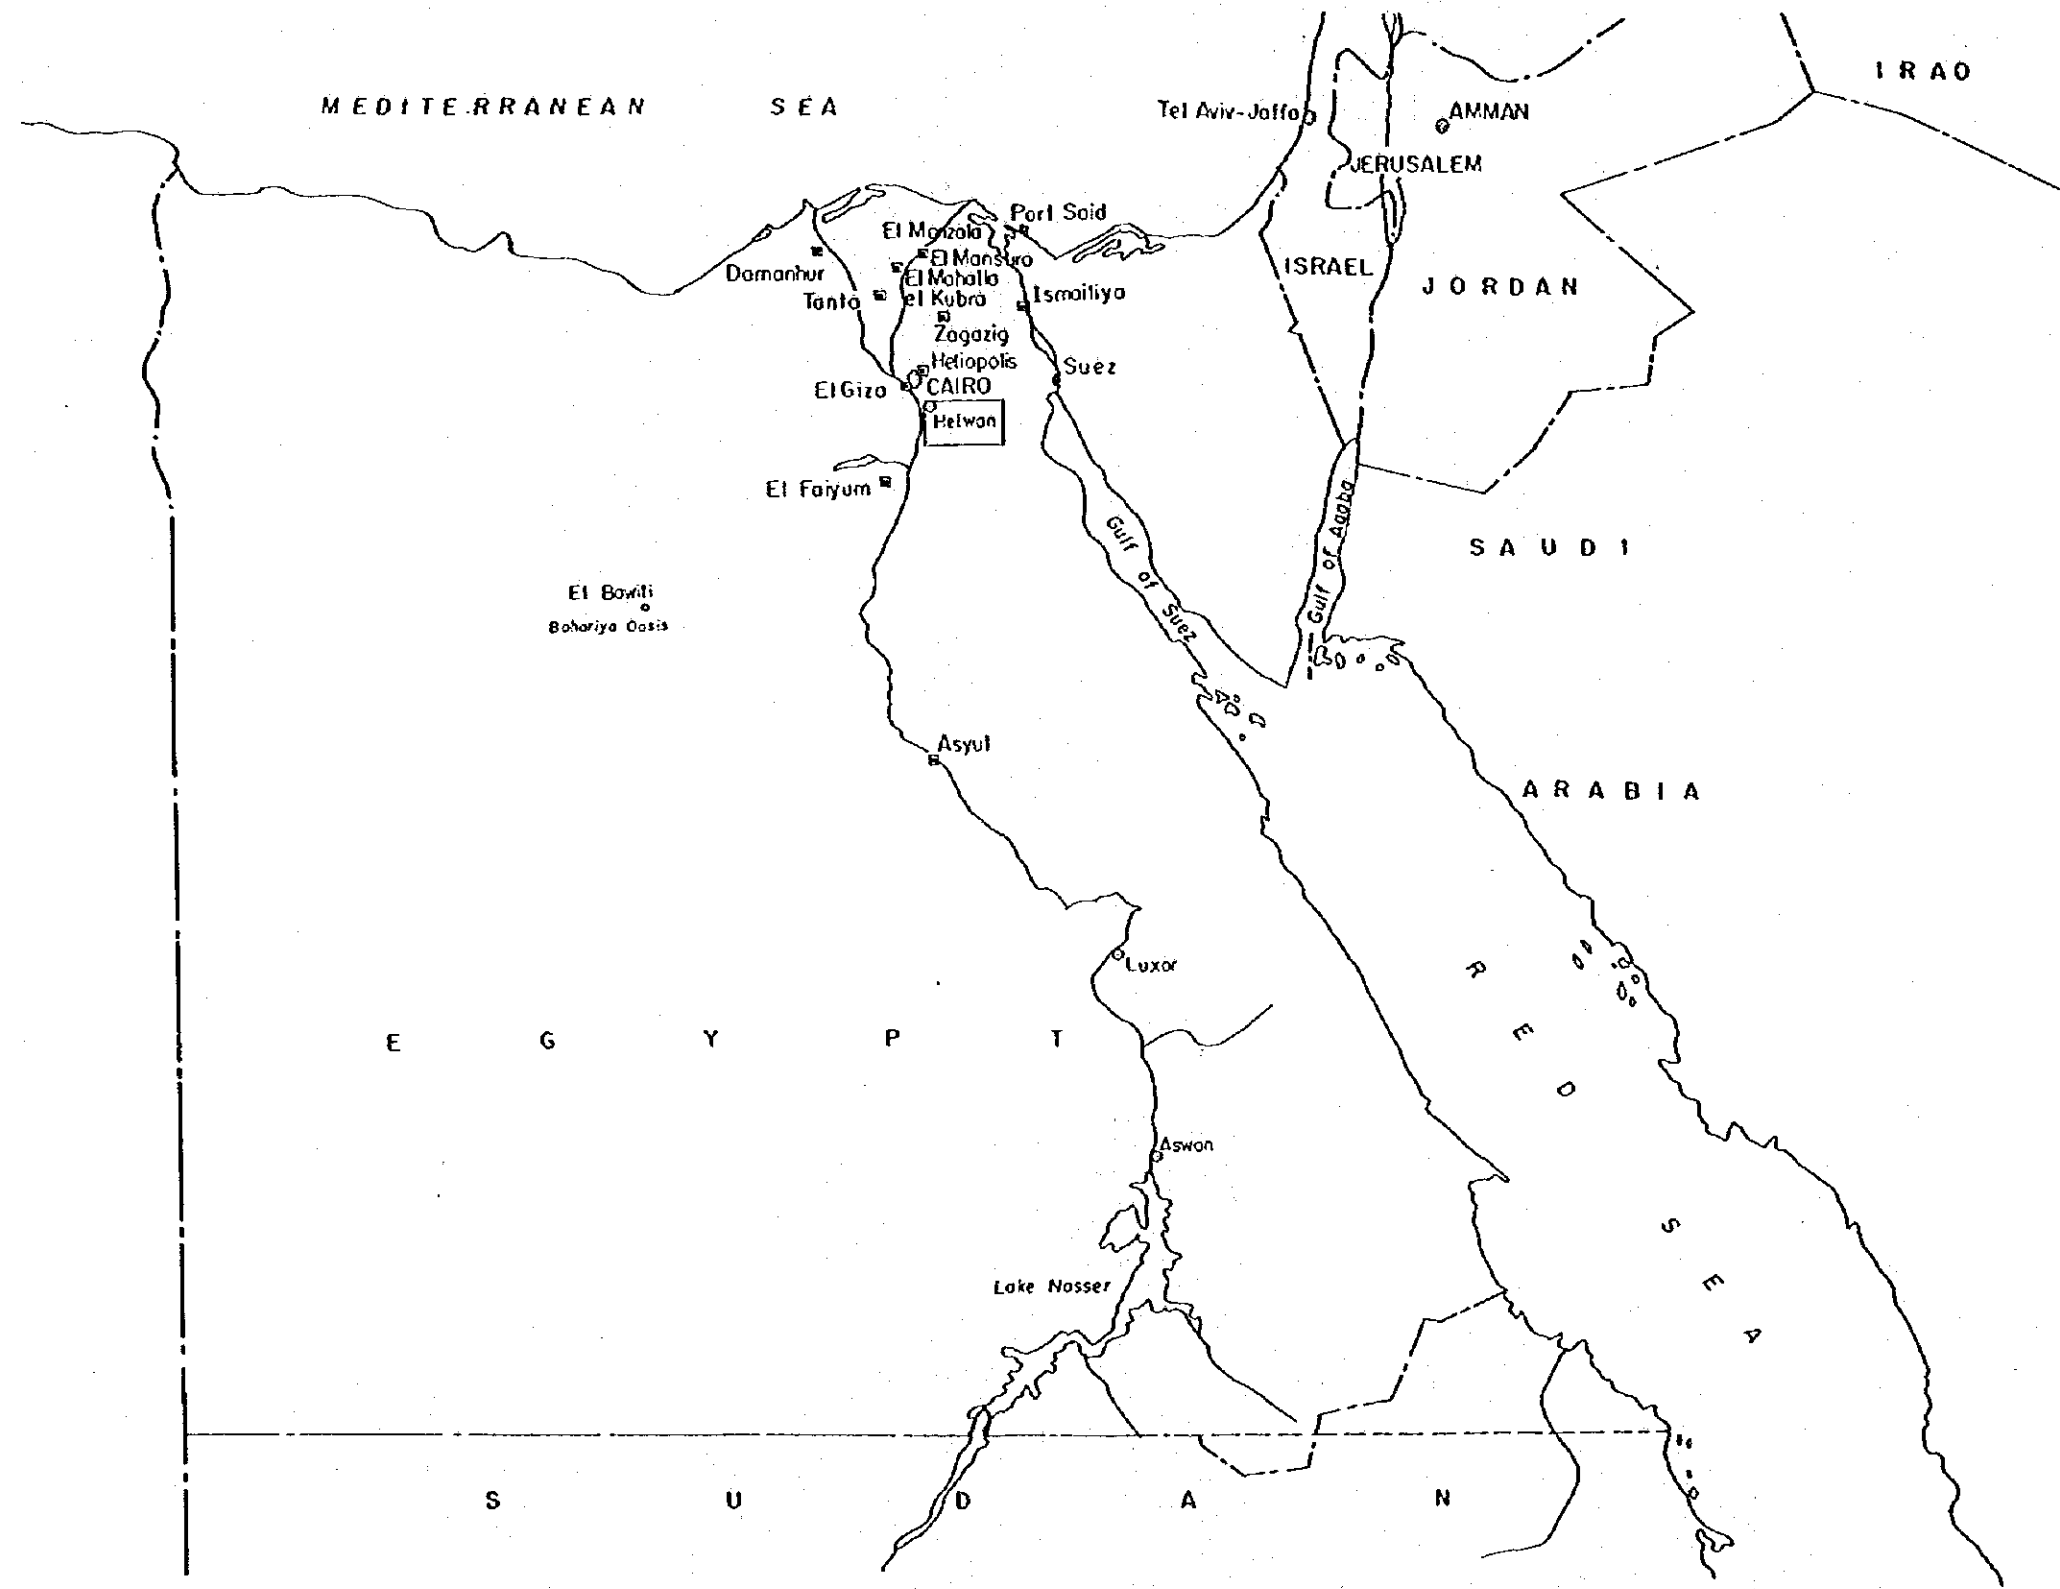 IRAO
MEDITERRANEAN SEA
Tel Aviv-Jaffa
AMMAN
JERUSALEM
Port Said
El Manzala
El Mansura
Damanhur
El Mahalla
el Kubra
Tanta
Ismailiya
ISRAEL
JORDAN
Zagazig
Heliopolis
Suez
El Giza
CAIRO
Helwan
El Faiyum
Gulf of Suez
Gulf of Aqaba
SAUDI
ARABIA
El Bawiti
Bahariya Oasis
Asyut
Luxor
RED SEA
EGYPT
Aswan
Lake Nasser
SUDAN